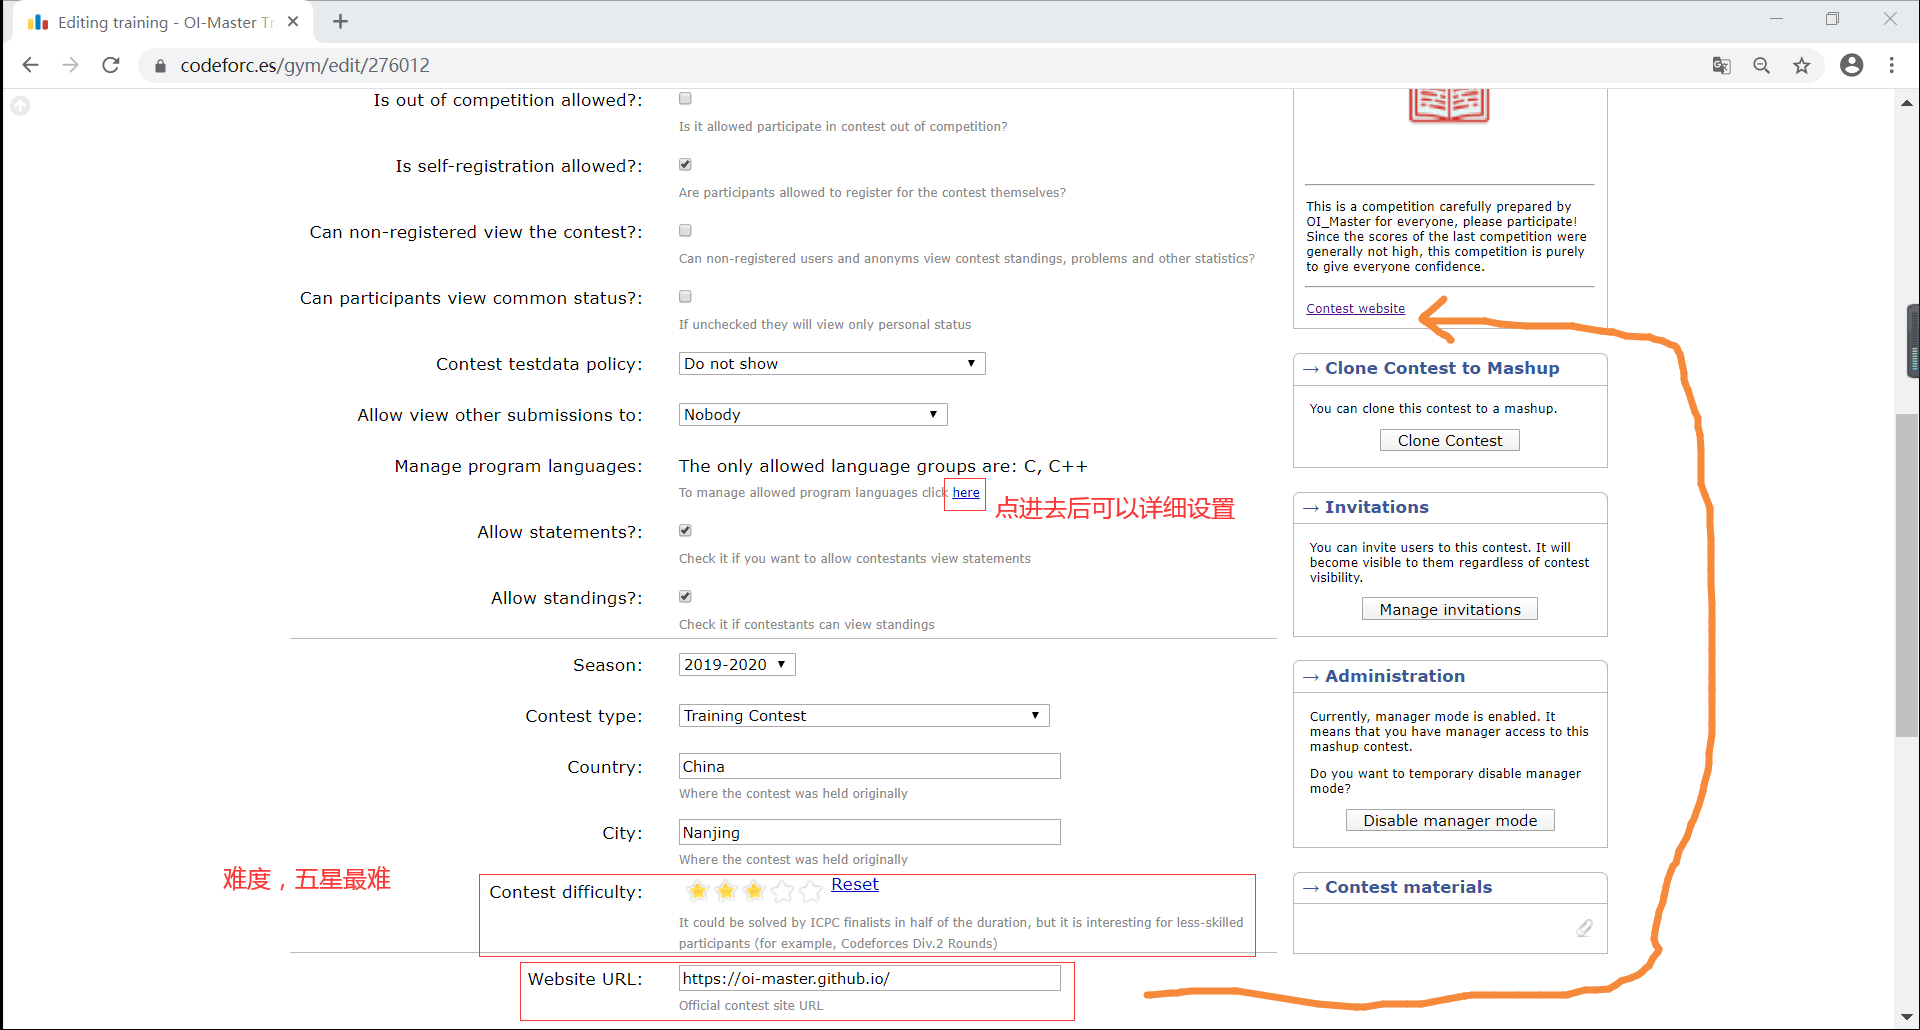 Editing training - OI-Master Tr
codeforc.es/gym/edit/276012
Is out of competition allowed?:
Is it allowed participate in contest out of competition?
Is self-registration allowed?:
Are participants allowed to register for the contest themselves?
Can non-registered view the contest?:
Can non-registered users and anonyms view contest standings, problems and other statistics?
Can participants view common status?:
If unchecked they will view only personal status
Contest testdata policy: Do not show
Allow view other submissions to: Nobody
Manage program languages: The only allowed language groups are: C, C++
To manage allowed program languages click here
点进去后可以详细设置
Allow statements?:
Check it if you want to allow contestants view statements
Allow standings?:
Check it if contestants can view standings
Season: 2019-2020
Contest type: Training Contest
Country: China
Where the contest was held originally
City: Nanjing
Where the contest was held originally
难度，五星最难
Contest difficulty: Reset
It could be solved by ICPC finalists in half of the duration, but it is interesting for less-skilled
participants (for example, Codeforces Div.2 Rounds)
Website URL: https://oi-master.github.io/
Official contest site URL
This is a competition carefully prepared by
OI_Master for everyone, please participate!
Since the scores of the last competition were
generally not high, this competition is purely
to give everyone confidence.
Contest website
→ Clone Contest to Mashup
You can clone this contest to a mashup.
Clone Contest
→ Invitations
You can invite users to this contest. It will
become visible to them regardless of contest
visibility.
Manage invitations
→ Administration
Currently, manager mode is enabled. It
means that you have manager access to this
mashup contest.
Do you want to temporary disable manager
mode?
Disable manager mode
→ Contest materials